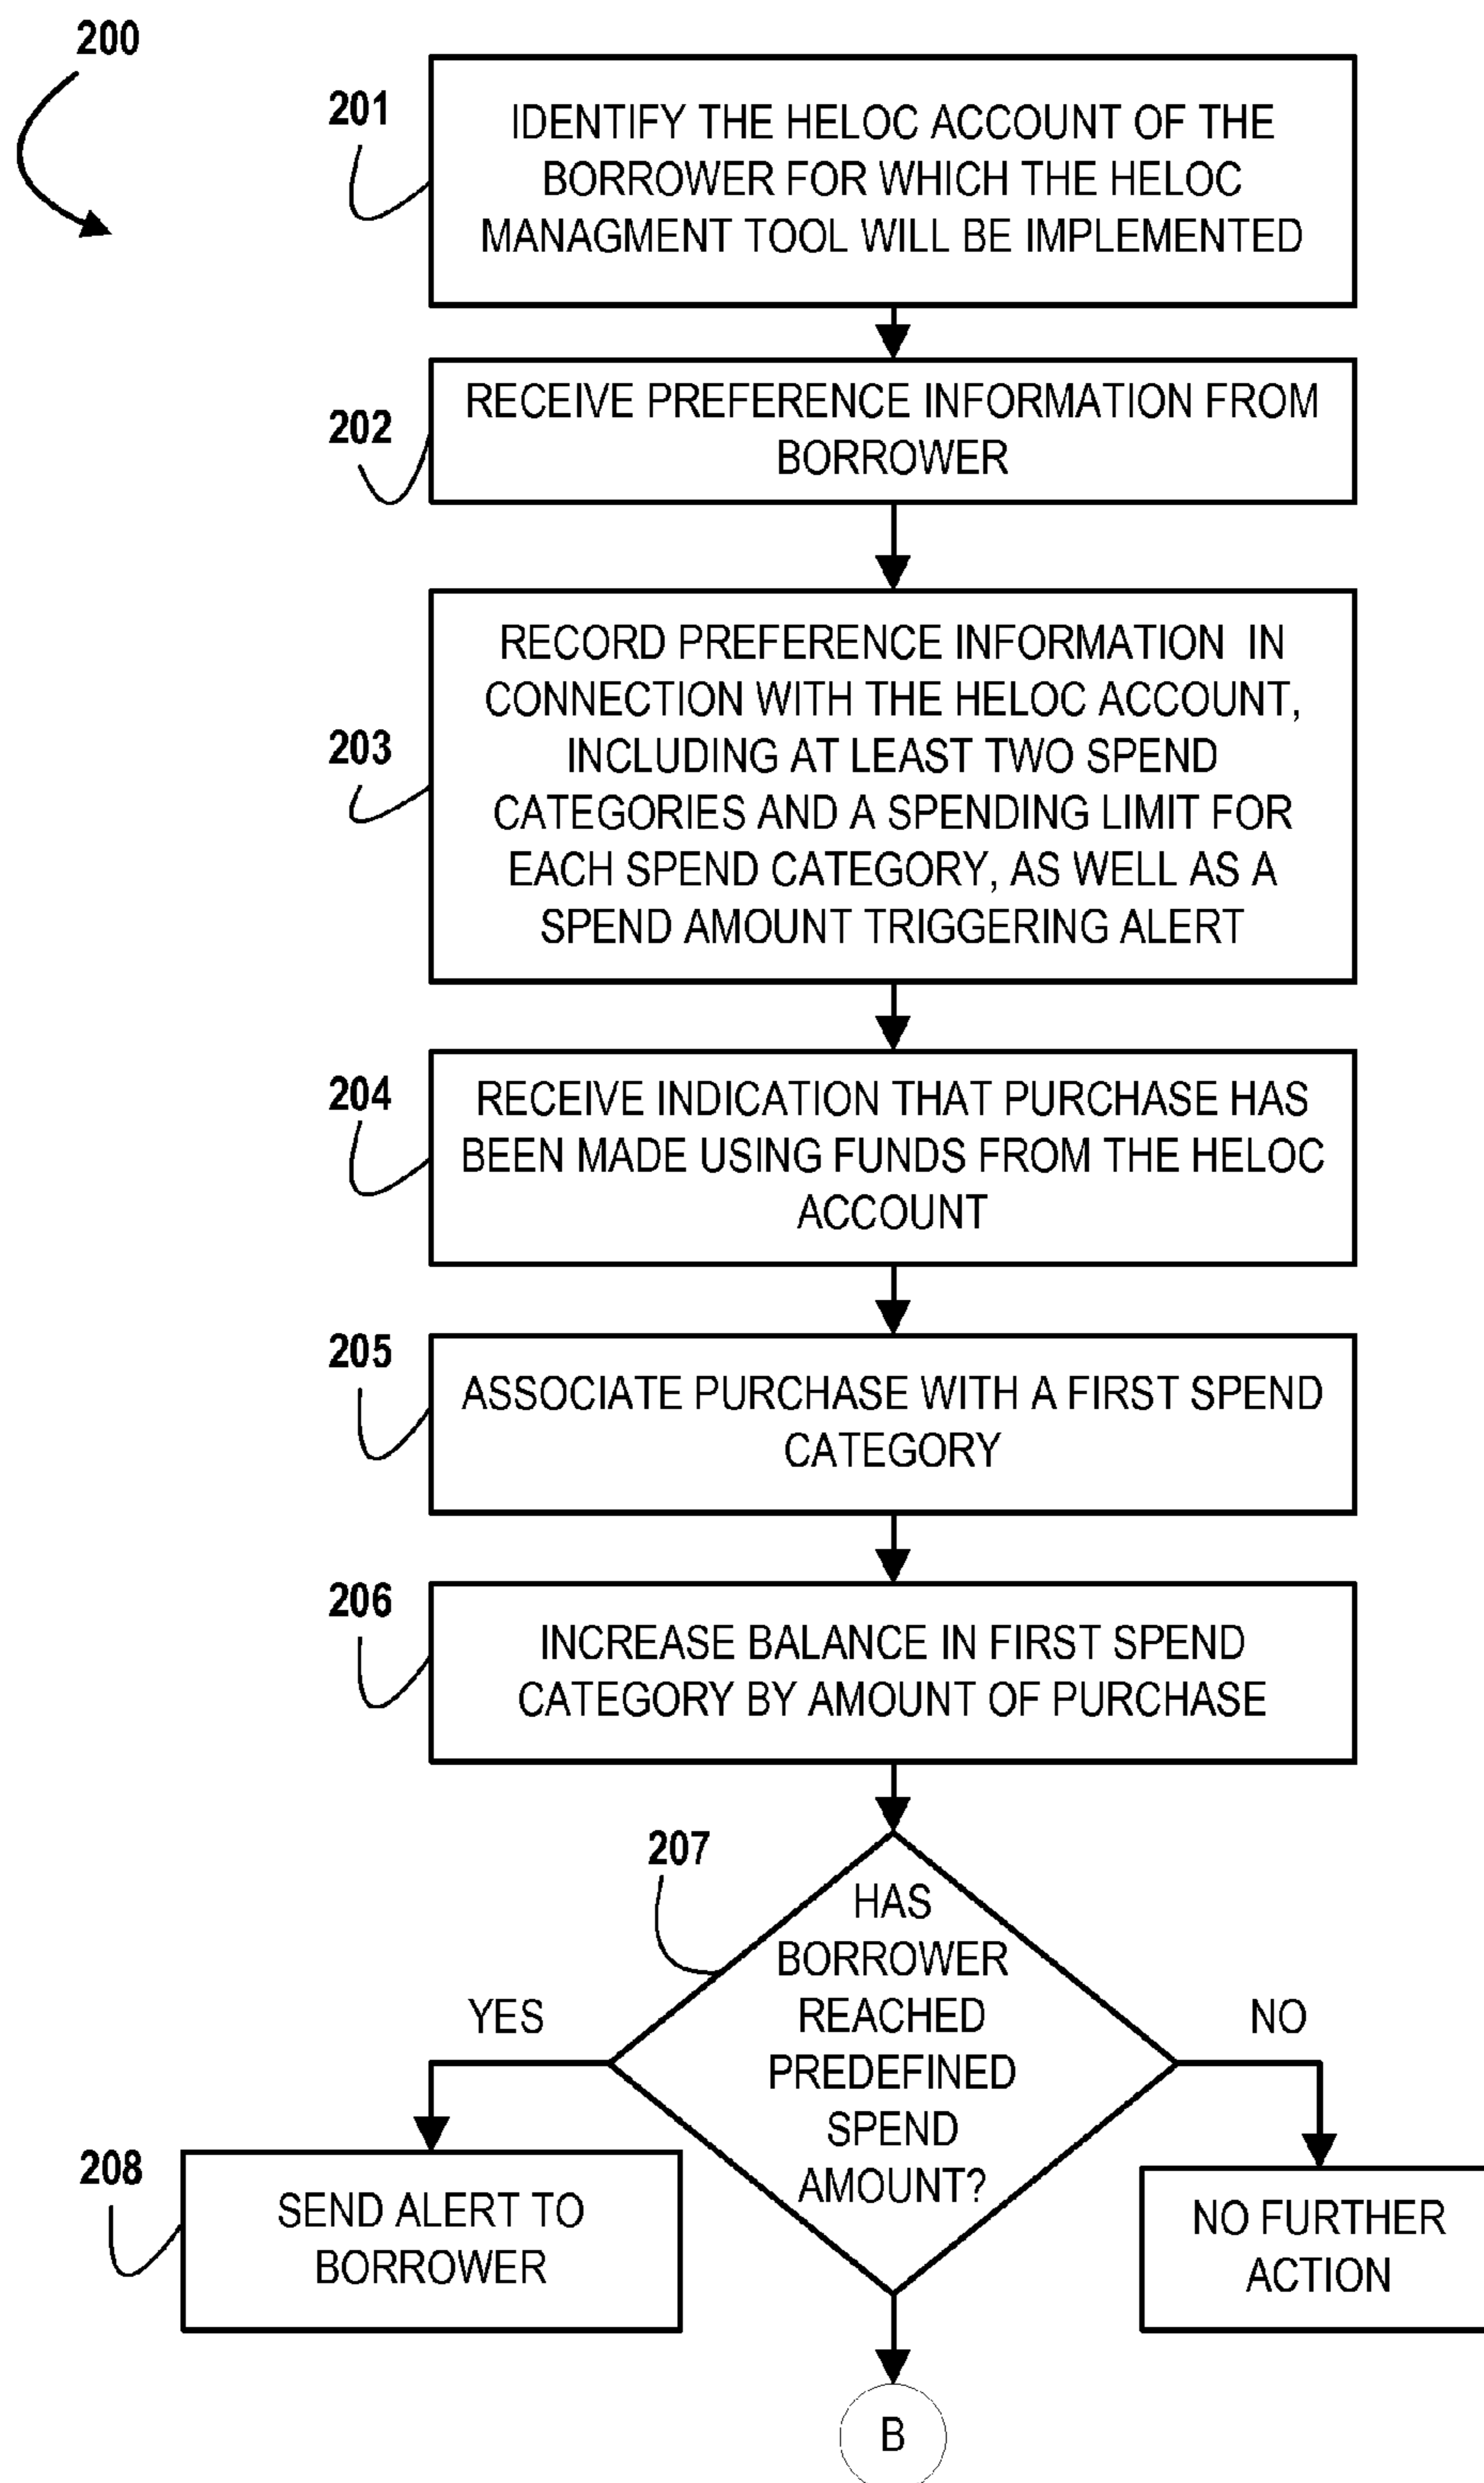 200
201
IDENTIFY THE HELOC ACCOUNT OF THE
BORROWER FOR WHICH THE HELOC
MANAGMENT TOOL WILL BE IMPLEMENTED
202
RECEIVE PREFERENCE INFORMATION FROM
BORROWER
203
RECORD PREFERENCE INFORMATION IN
CONNECTION WITH THE HELOC ACCOUNT,
INCLUDING AT LEAST TWO SPEND
CATEGORIES AND A SPENDING LIMIT FOR
EACH SPEND CATEGORY, AS WELL AS A
SPEND AMOUNT TRIGGERING ALERT
204
RECEIVE INDICATION THAT PURCHASE HAS
BEEN MADE USING FUNDS FROM THE HELOC
ACCOUNT
205
ASSOCIATE PURCHASE WITH A FIRST SPEND
CATEGORY
206
INCREASE BALANCE IN FIRST SPEND
CATEGORY BY AMOUNT OF PURCHASE
207
HAS
BORROWER
REACHED
PREDEFINED
SPEND
AMOUNT?
YES
NO
208
SEND ALERT TO
BORROWER
NO FURTHER
ACTION
B